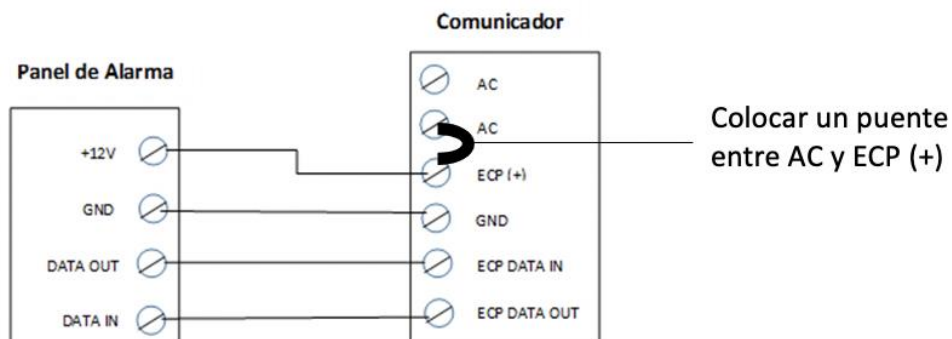 Comunicador
Panel de Alarma
AC
AC
Colocar un puente
entre AC y ECP (+)
+12V
ECP (+)
GND
GND
DATA OUT
ECP DATA IN
DATA IN
ECP DATA OUT